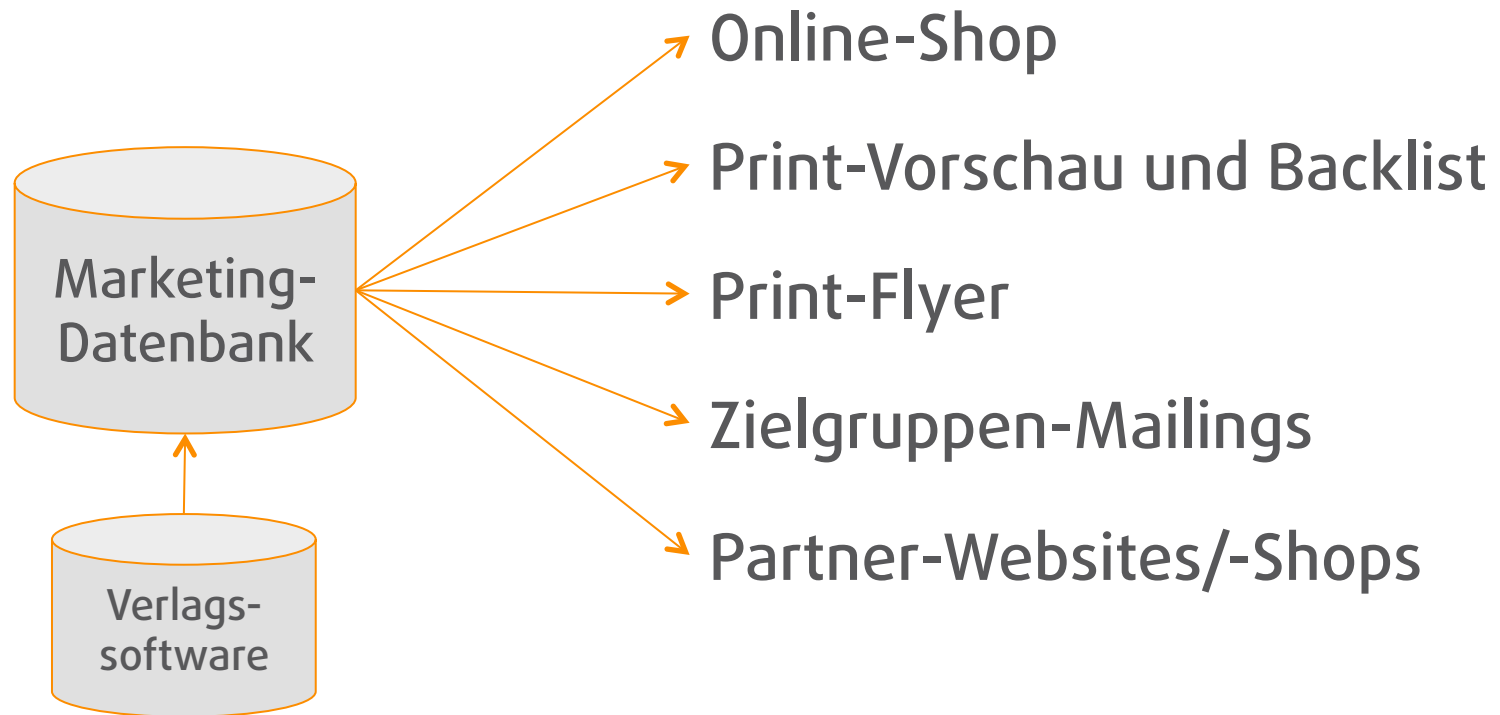 Online-Shop
Print-Vorschau und Backlist
Marketing-
Datenbank
Print-Flyer
Zielgruppen-Mailings
Partner-Websites/-Shops
Verlags-
software